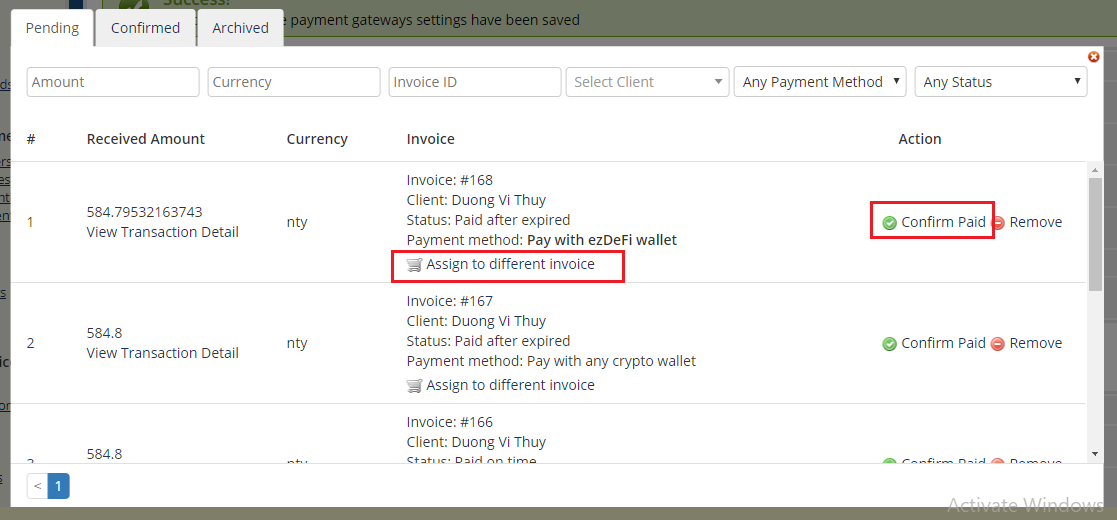 Success!
e payment gateways settings have been saved
Pending Confirmed Archived
Amount Currency Invoice ID Select Client Any Payment Method Any Status
# Received Amount Currency Invoice Action
Invoice: #168
Client: Duong Vi Thuy
Status: Paid after expired
Payment method: Pay with ezDeFi wallet
Assign to different invoice
1
584.79532163743
View Transaction Detail
nty
Confirm Paid Remove
Invoice: #167
Client: Duong Vi Thuy
Status: Paid after expired
Payment method: Pay with any crypto wallet
Assign to different invoice
2
584.8
View Transaction Detail
nty
Confirm Paid Remove
Invoice: #166
Client: Duong Vi Thuy
Status: Paid on time
3
584.8
nty
Confirm Paid Remove
< 1
Activate Windows